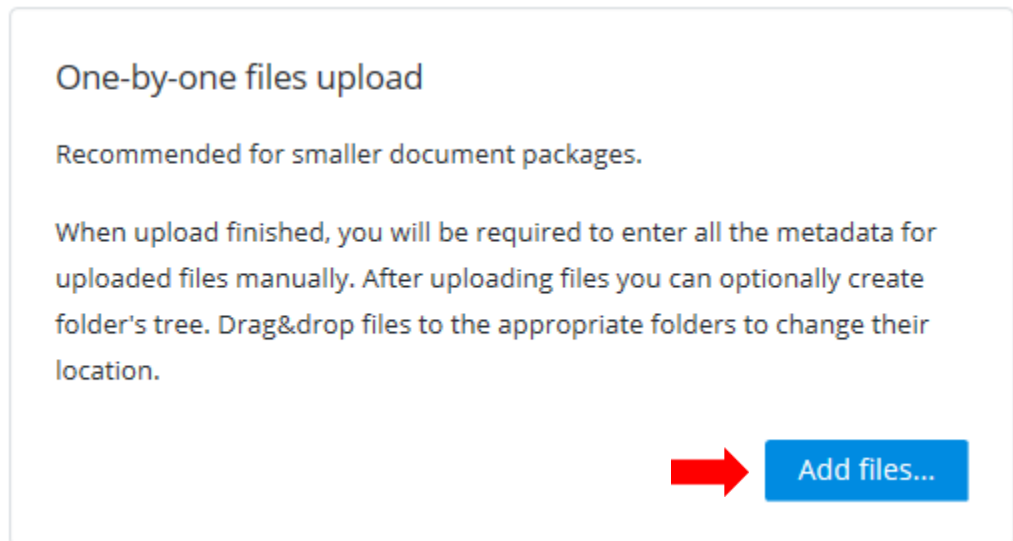 One-by-one files upload
Recommended for smaller document packages.
When upload finished, you will be required to enter all the metadata for
uploaded files manually. After uploading files you can optionally create
folder's tree. Drag&drop files to the appropriate folders to change their
location.
Add files...